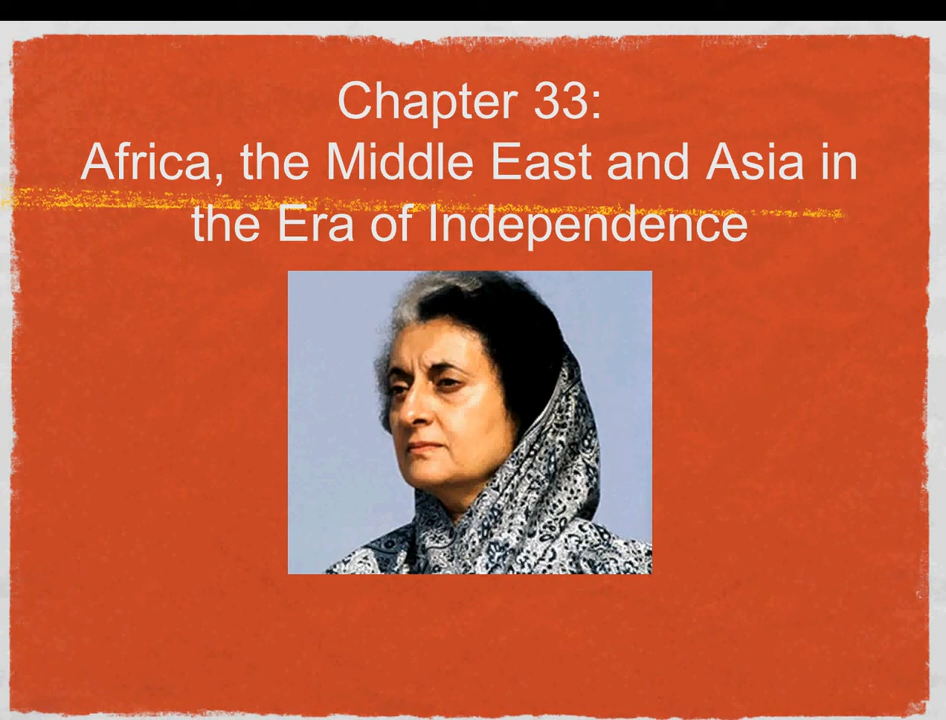 Chapter 33:
Africa, the Middle East and Asia in
the Era of Independence